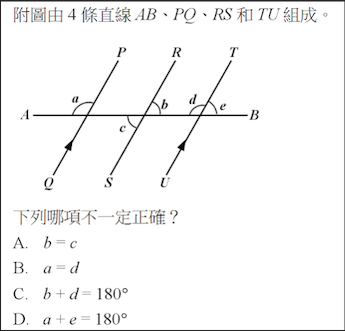 附圖由 4 條直線 AB、PQ、RS 和 TU 組成。
P R T
a b d e
A B
c
Q S U
下列哪項不一定正確？
A. b = c
B. a = d
C. b + d = 180°
D. a + e = 180°